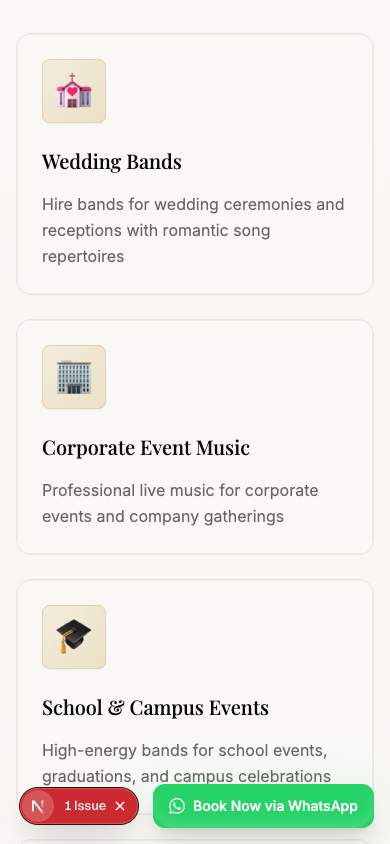 Wedding Bands
Hire bands for wedding ceremonies and
receptions with romantic song
repertoires
Corporate Event Music
Professional live music for corporate
events and company gatherings
School & Campus Events
High-energy bands for school events,
graduations, and campus celebrations
N 1 Issue
Book Now via WhatsApp